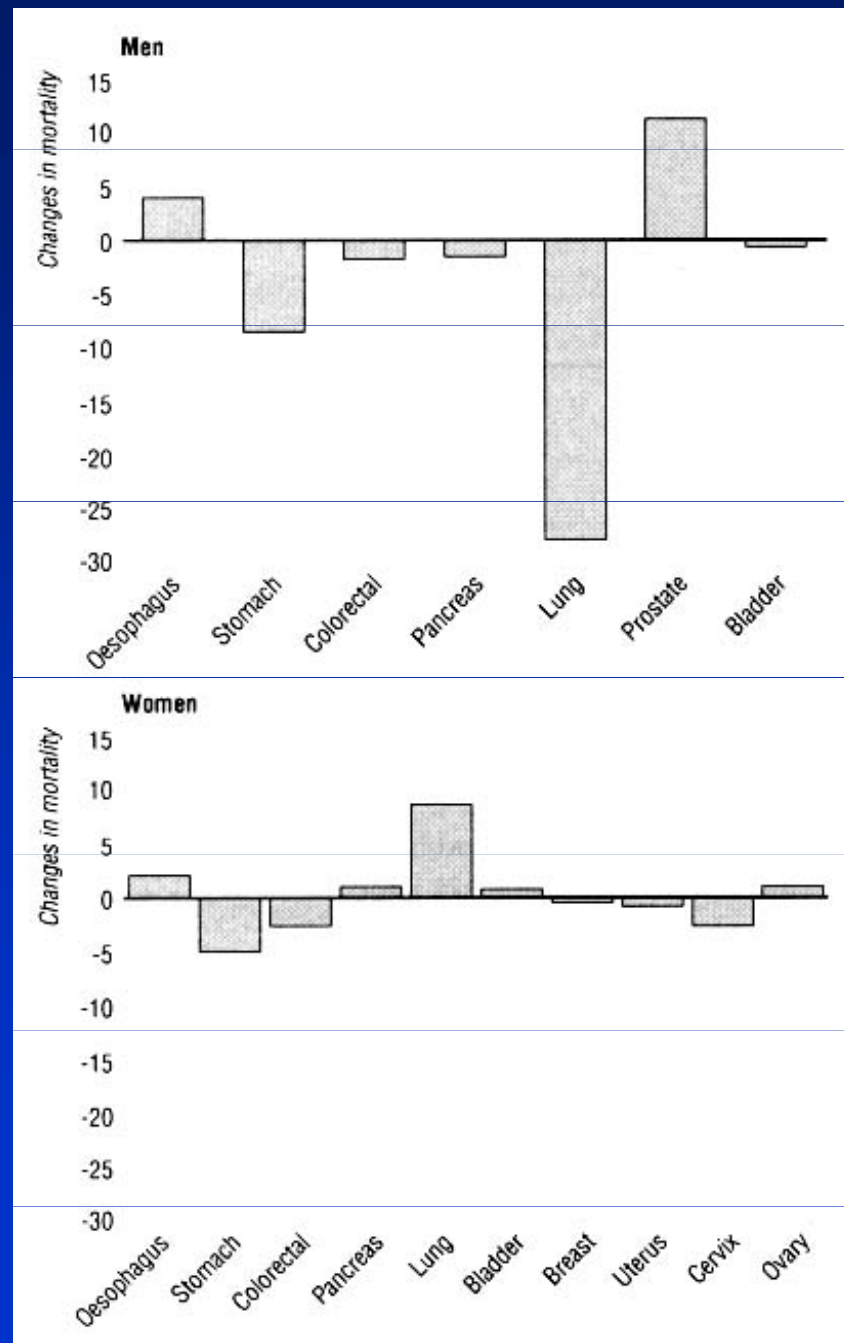 Men
Changes in mortality
15
10
5
0
-5
-10
-15
-20
-25
-30
Oesophagus
Stomach
Colorectal
Pancreas
Lung
Prostate
Bladder
Women
Changes in mortality
15
10
5
0
-5
-10
-15
-20
-25
-30
Oesophagus
Stomach
Colorectal
Pancreas
Lung
Bladder
Breast
Uterus
Cervix
Ovary